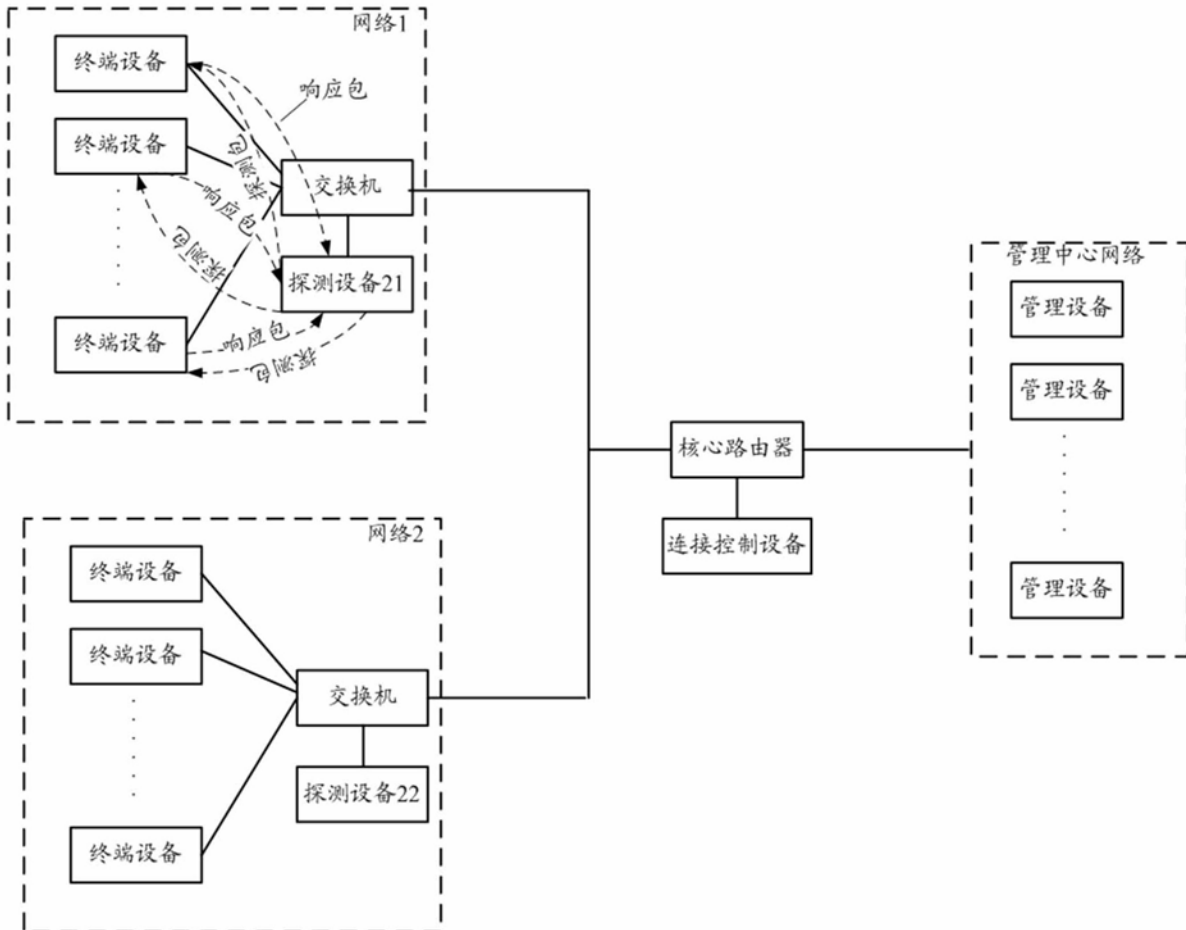 网络1
终端设备
响应包
终端设备
探测包
交换机
响应包
探测包
探测设备21
终端设备
响应包
探测包
管理中心网络
管理设备
管理设备
核心路由器
连接控制设备
管理设备
网络2
终端设备
终端设备
交换机
探测设备22
终端设备